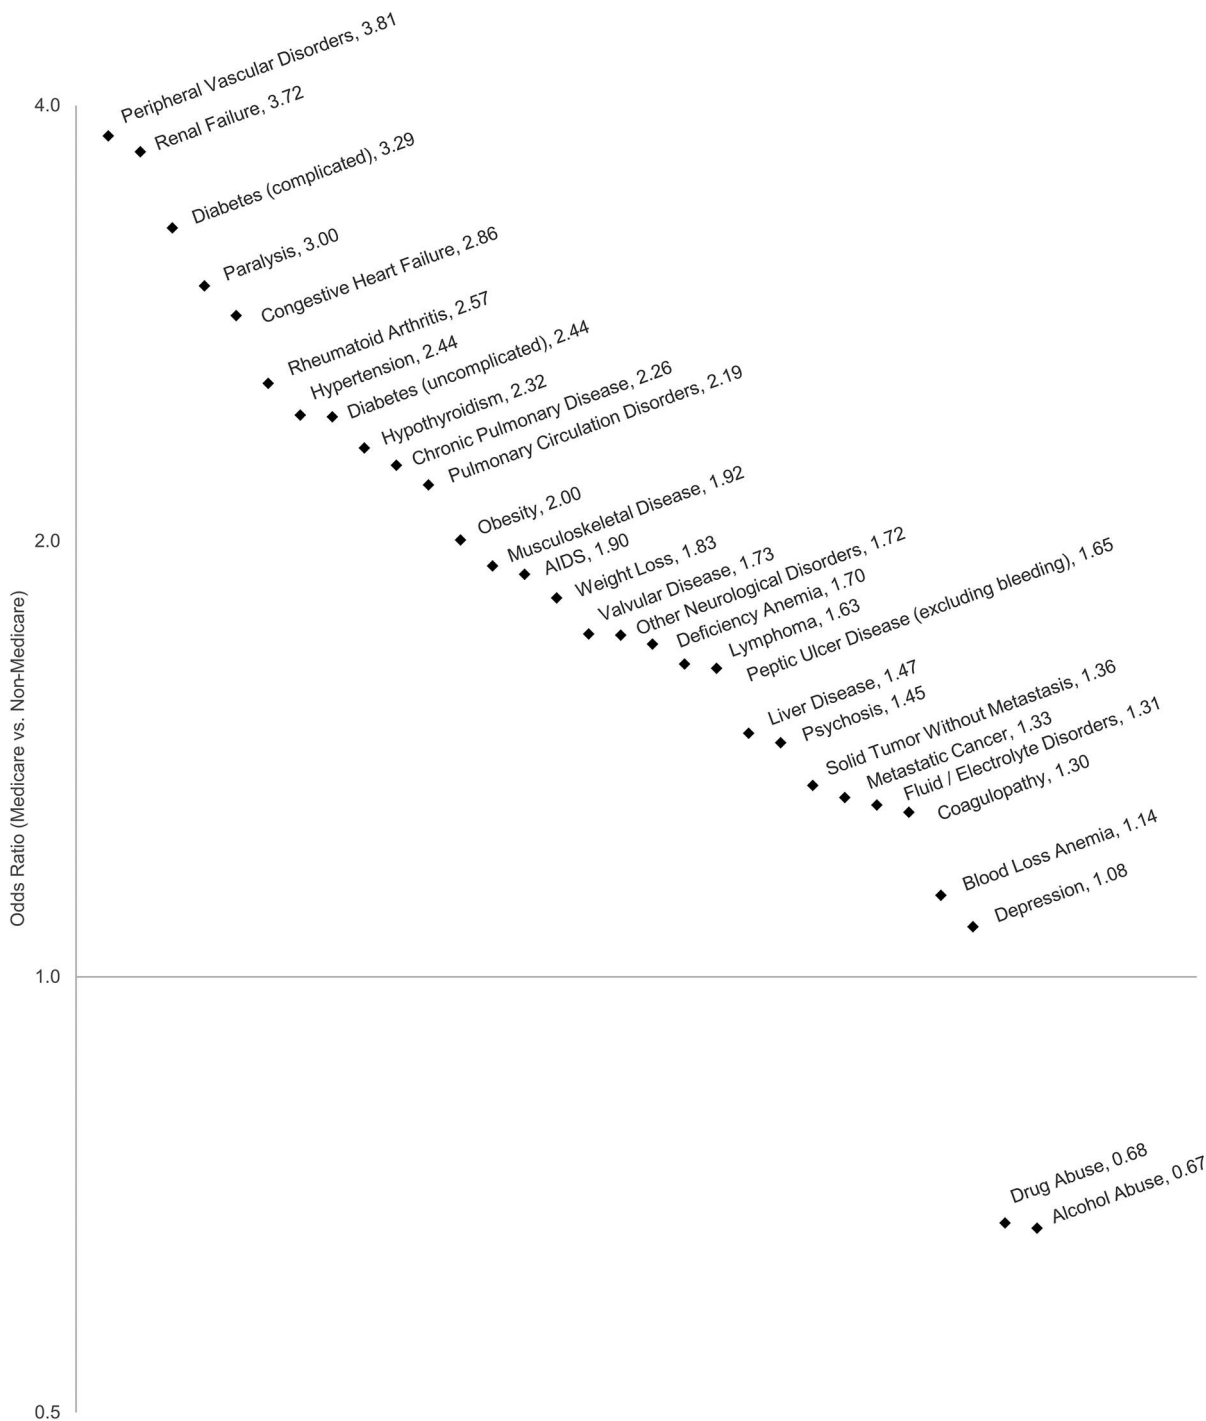 4.0
2.0
1.0
0.5
Odds Ratio (Medicare vs. Non-Medicare)
Peripheral Vascular Disorders, 3.81
Renal Failure, 3.72
Diabetes (complicated), 3.29
Paralysis, 3.00
Congestive Heart Failure, 2.86
Rheumatoid Arthritis, 2.57
Hypertension, 2.44
Diabetes (uncomplicated), 2.44
Hypothyroidism, 2.32
Chronic Pulmonary Disease, 2.26
Pulmonary Circulation Disorders, 2.19
Obesity, 2.00
Musculoskeletal Disease, 1.92
AIDS, 1.90
Weight Loss, 1.83
Valvular Disease, 1.73
Other Neurological Disorders, 1.72
Deficiency Anemia, 1.70
Lymphoma, 1.63
Peptic Ulcer Disease (excluding bleeding), 1.65
Liver Disease, 1.47
Psychosis, 1.45
Solid Tumor Without Metastasis, 1.36
Metastatic Cancer, 1.33
Fluid / Electrolyte Disorders, 1.31
Coagulopathy, 1.30
Blood Loss Anemia, 1.14
Depression, 1.08
Drug Abuse, 0.68
Alcohol Abuse, 0.67